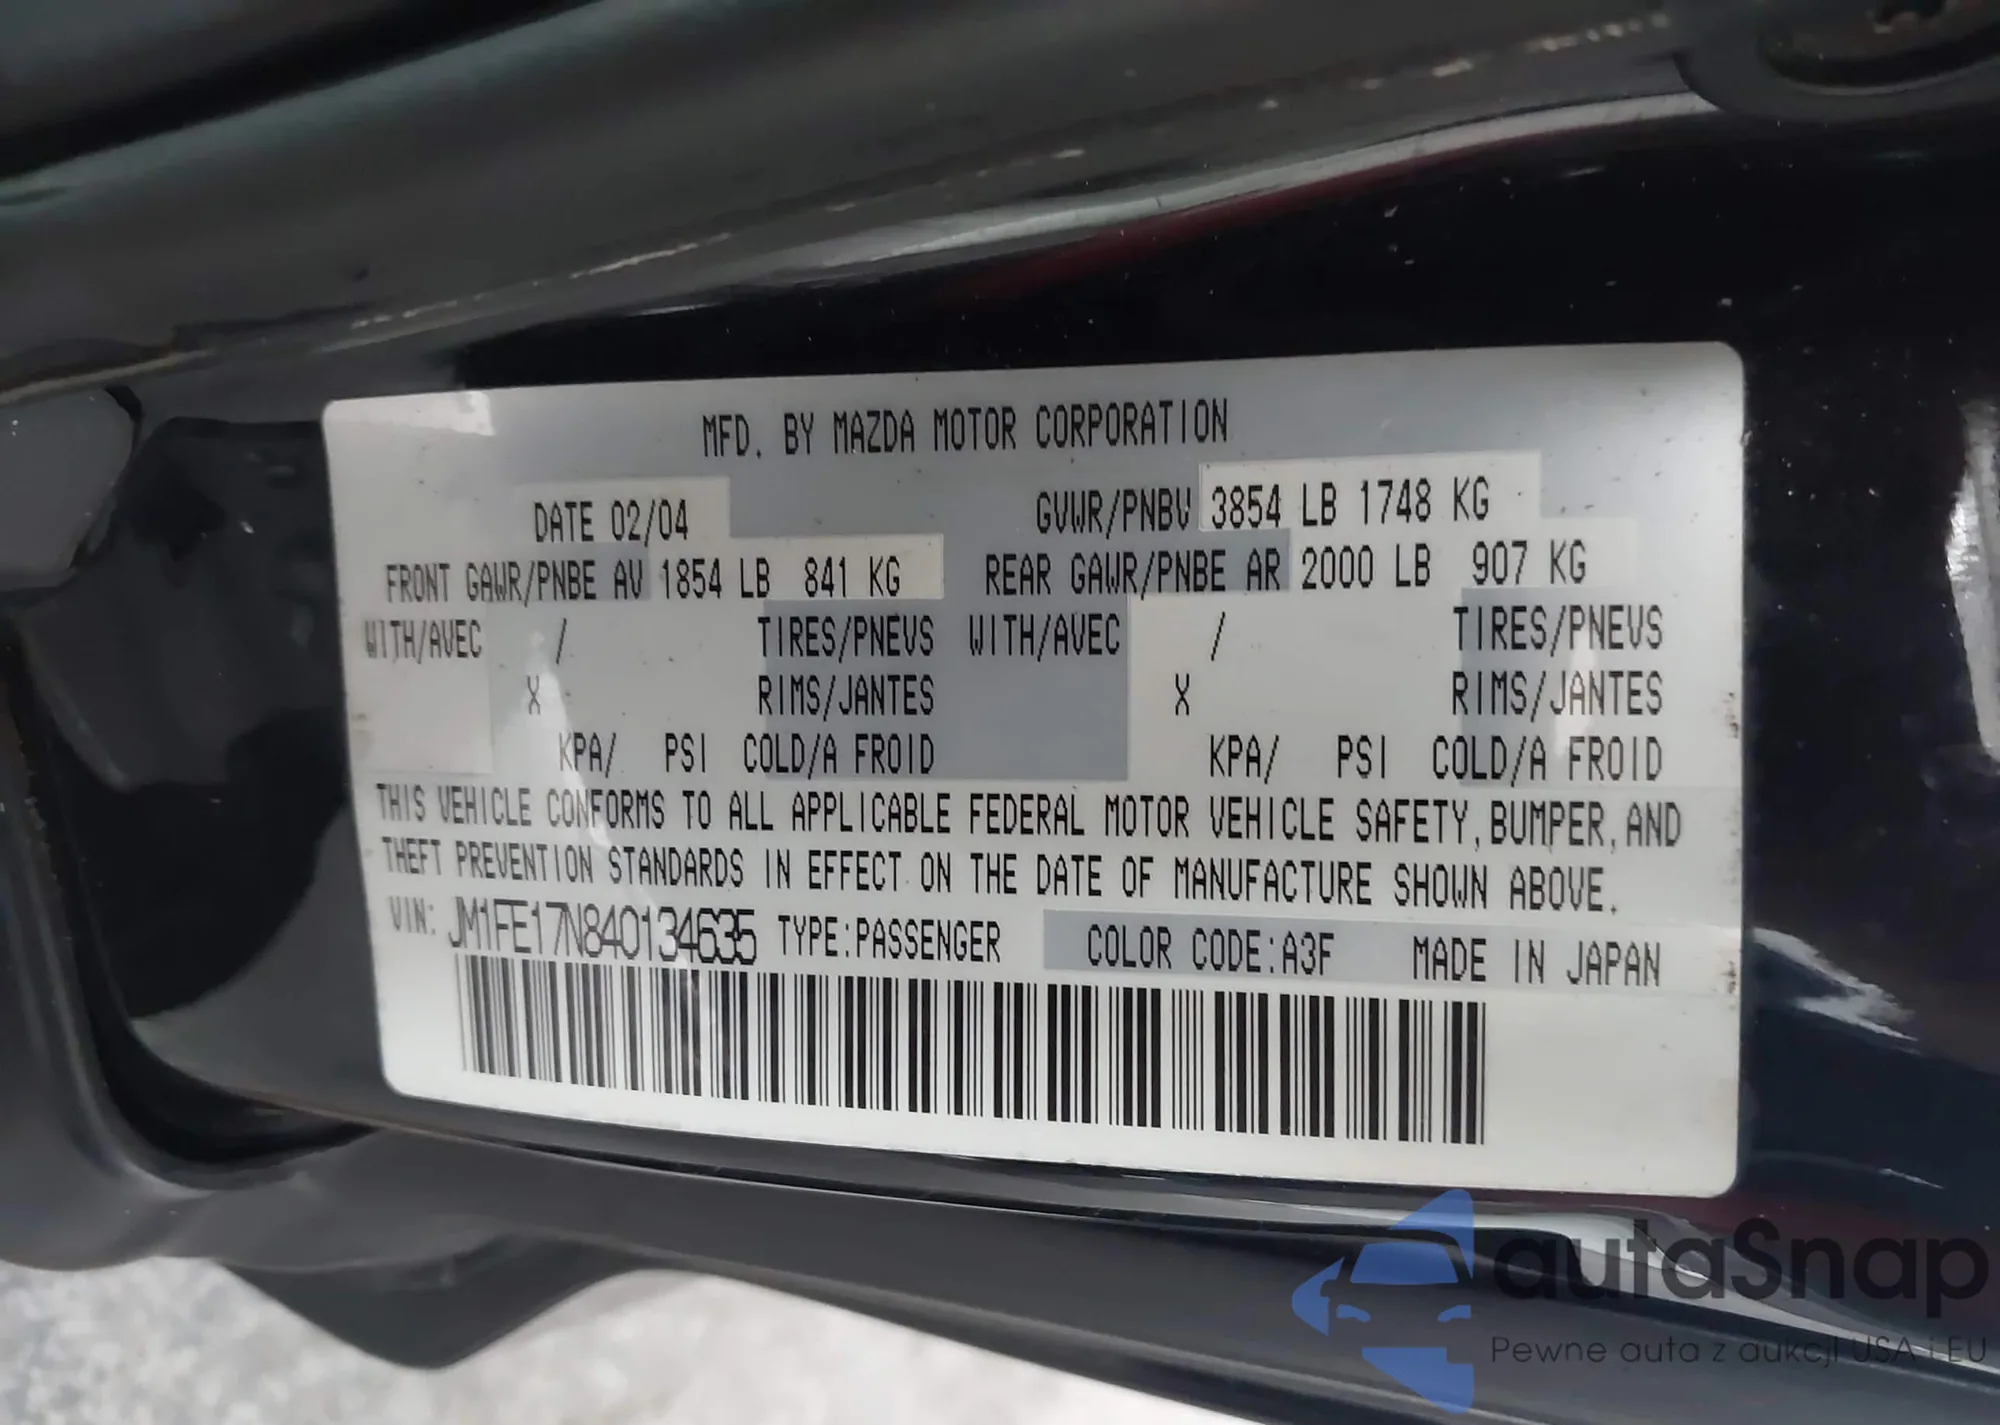 MFD. BY MAZDA MOTOR CORPORATION
DATE 02/04 GVWR/PNBV 3854 LB 1748 KG
FRONT GAWR/PNBE AV 1854 LB 841 KG REAR GAWR/PNBE AR 2000 LB 907 KG
WITH/AVEC / TIRES/PNEVS WITH/AVEC / TIRES/PNEVS
X RIMS/JANTES X RIMS/JANTES
KPA/ PSI COLD/A FROID KPA/ PSI COLD/A FROID
THIS VEHICLE CONFORMS TO ALL APPLICABLE FEDERAL MOTOR VEHICLE SAFETY, BUMPER, AND
THEFT PREVENTION STANDARDS IN EFFECT ON THE DATE OF MANUFACTURE SHOWN ABOVE.
VIN: JM1FE17N840134635 TYPE:PASSENGER COLOR CODE:A3F MADE IN JAPAN
autaSnap
Pewne auta z aukcji USA i EU